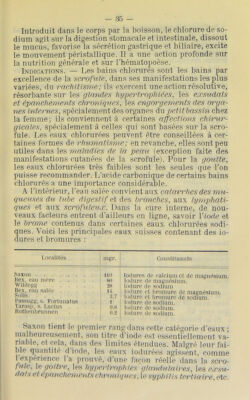 — 35 —
Introduit dans le corps par la boisson, le chlorure de so-
dium agit sur la digestion stomacale et intestinale, dissout
le mucus, favorise la sécrétion gastrique et biliaire, excite
le mouvement péristaltique. Il a une action profonde sur
la nutrition générale et sur l'hématopoèse.
INDICATIONS. — Les bains chlorurés sont les bains par
excellence de la scrofule, dans ses manifestations les plus
variées, du rachitisme; ils exercent une action résolutive,
résorbante sur les glandes hypertrophiées, les exsudats
et épanchements chroniques, les engorgements des orga-
nes internes, spécialement des organes du petit bassin chez
la femme; ils conviennent à certaines affections chirur-
gicales, spécialement à celles qui sont basées sur la scro-
fule. Les eaux chlorurées peuvent être conseillées à cer-
taines formes de rhumatisme; en revanche, elles sont peu
utiles dans les maladies de la peau (exception faite des
manifestations cutanées de la scrofule). Pour la goutte,
les eaux chlorurées très faibles sont les seules que l'on
puisse recommander. L'acide carbonique de certains bains
chlorurés a une importance considérable.
A l'intérieur, l'eau salée convient aux catarrhes des mu-
queuses du tube digestif et des bronches, aux lymphati-
ques et aux scrofuleux. Dans la cure interne, de nou-
veaux facteurs entrent d'ailleurs en ligne, savoir l'iode et
le brome contenus dans certaines eaux chlorurées sodi-
ques. Voici les principales eaux suisses contenant des io-
dures et bromures :
Localités mgr. Constituants
Saxon 110 Iodures de calcium et de magnésium.
Bex, eau mère 80 Iodure de magnésium.
Wildegg 28 Iodure de sodium.
Bex, eau salée Iodure et bromure de magnésium.
Solis 3.7 Iodure et bromure de sodium.
Passugg, s. Fortunatus 1 Iodure de sodium.
Tarasp, s. Lucius 0.8 Iodure de sodium.
Rothenbrunnen 0.2 Iodure de sodium.
Saxon tient le premier rang dans cette catégorie d'eaux;
malheureusement, son titre d'iode est essentiellement va-
riable, et cela, dans des limites étendues. Malgré leur fai-
ble quantité d'iode, les eaux iodurées agissent, comme
l'expérience l'a prouvé, d'une façon réelle dans la scro-
fule, le goître, les hypertrophies glandulaires, les exsu-
dats et épanchements chroniques, la syphilis tertiaire, etc.